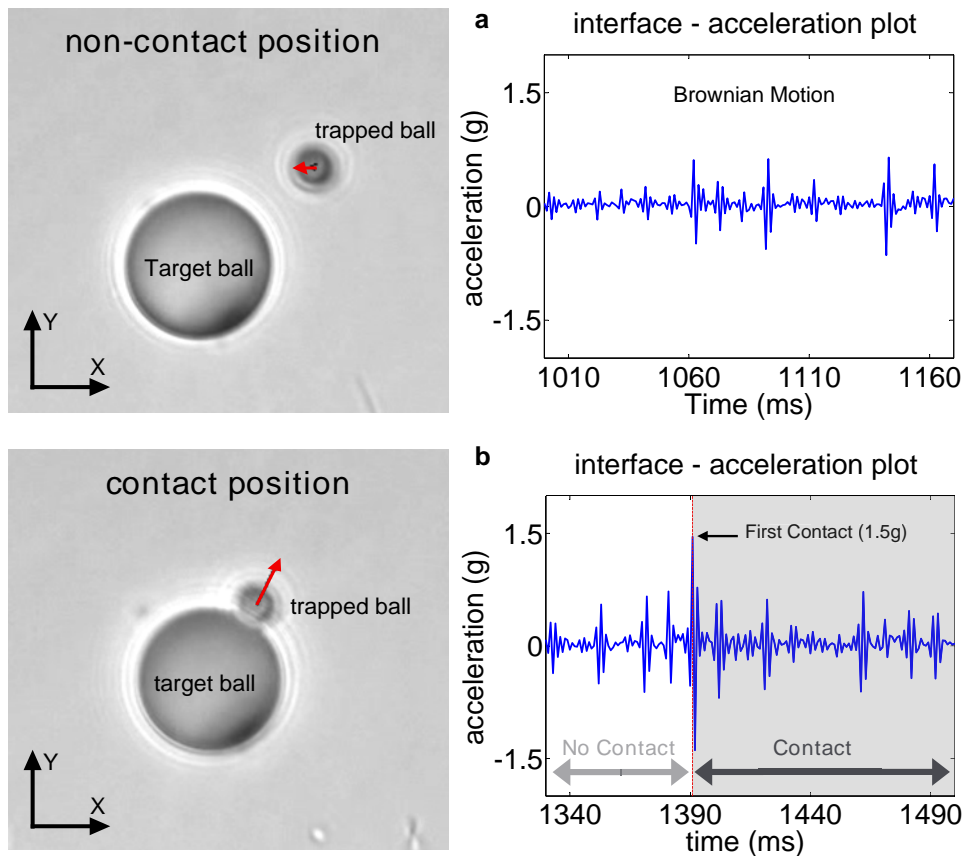 non-contact position
trapped ball
Target ball
Y
X
a
interface - acceleration plot
Brownian Motion
acceleration (g)
1.5
0
-1.5
1010 1060 1110 1160
Time (ms)
contact position
trapped ball
target ball
Y
X
b
interface - acceleration plot
First Contact (1.5g)
acceleration (g)
1.5
0
-1.5
No Contact
Contact
1340 1390 1440 1490
time (ms)